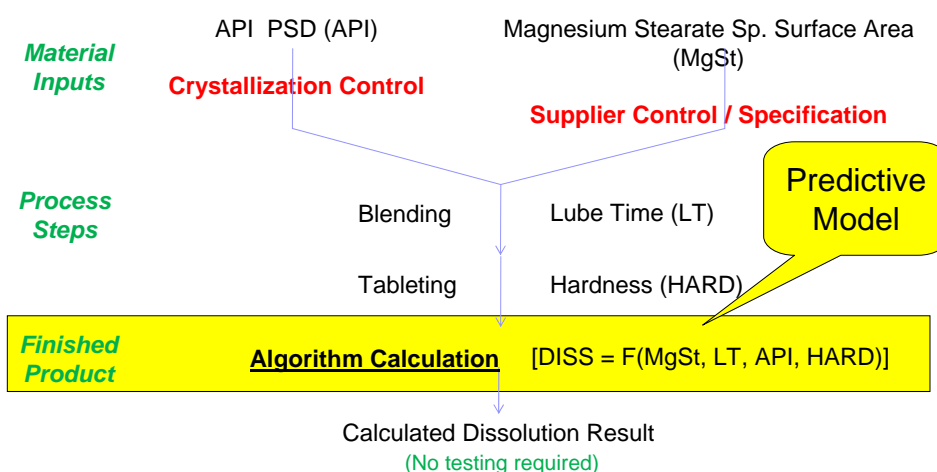 API PSD (API)
Magnesium Stearate Sp. Surface Area
(MgSt)
Material
Inputs
Crystallization Control
Supplier Control / Specification
Predictive
Model
Process
Steps
Blending
Lube Time (LT)
Tableting
Hardness (HARD)
Finished
Product
Algorithm Calculation
[DISS = F(MgSt, LT, API, HARD)]
Calculated Dissolution Result
(No testing required)